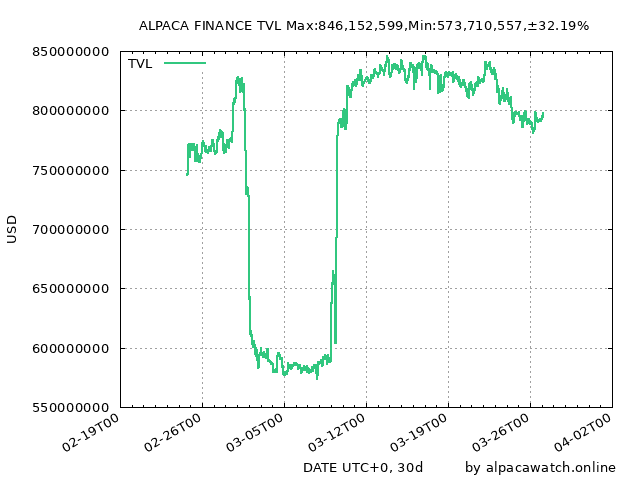 ALPACA FINANCE TVL Max:846,152,599,Min:573,710,557,±32.19%
TVL
850000000
800000000
750000000
700000000
650000000
600000000
550000000
USD
02-19T00
02-26T00
03-05T00
03-12T00
03-19T00
03-26T00
04-02T00
DATE UTC+0, 30d
by alpacawatch.online